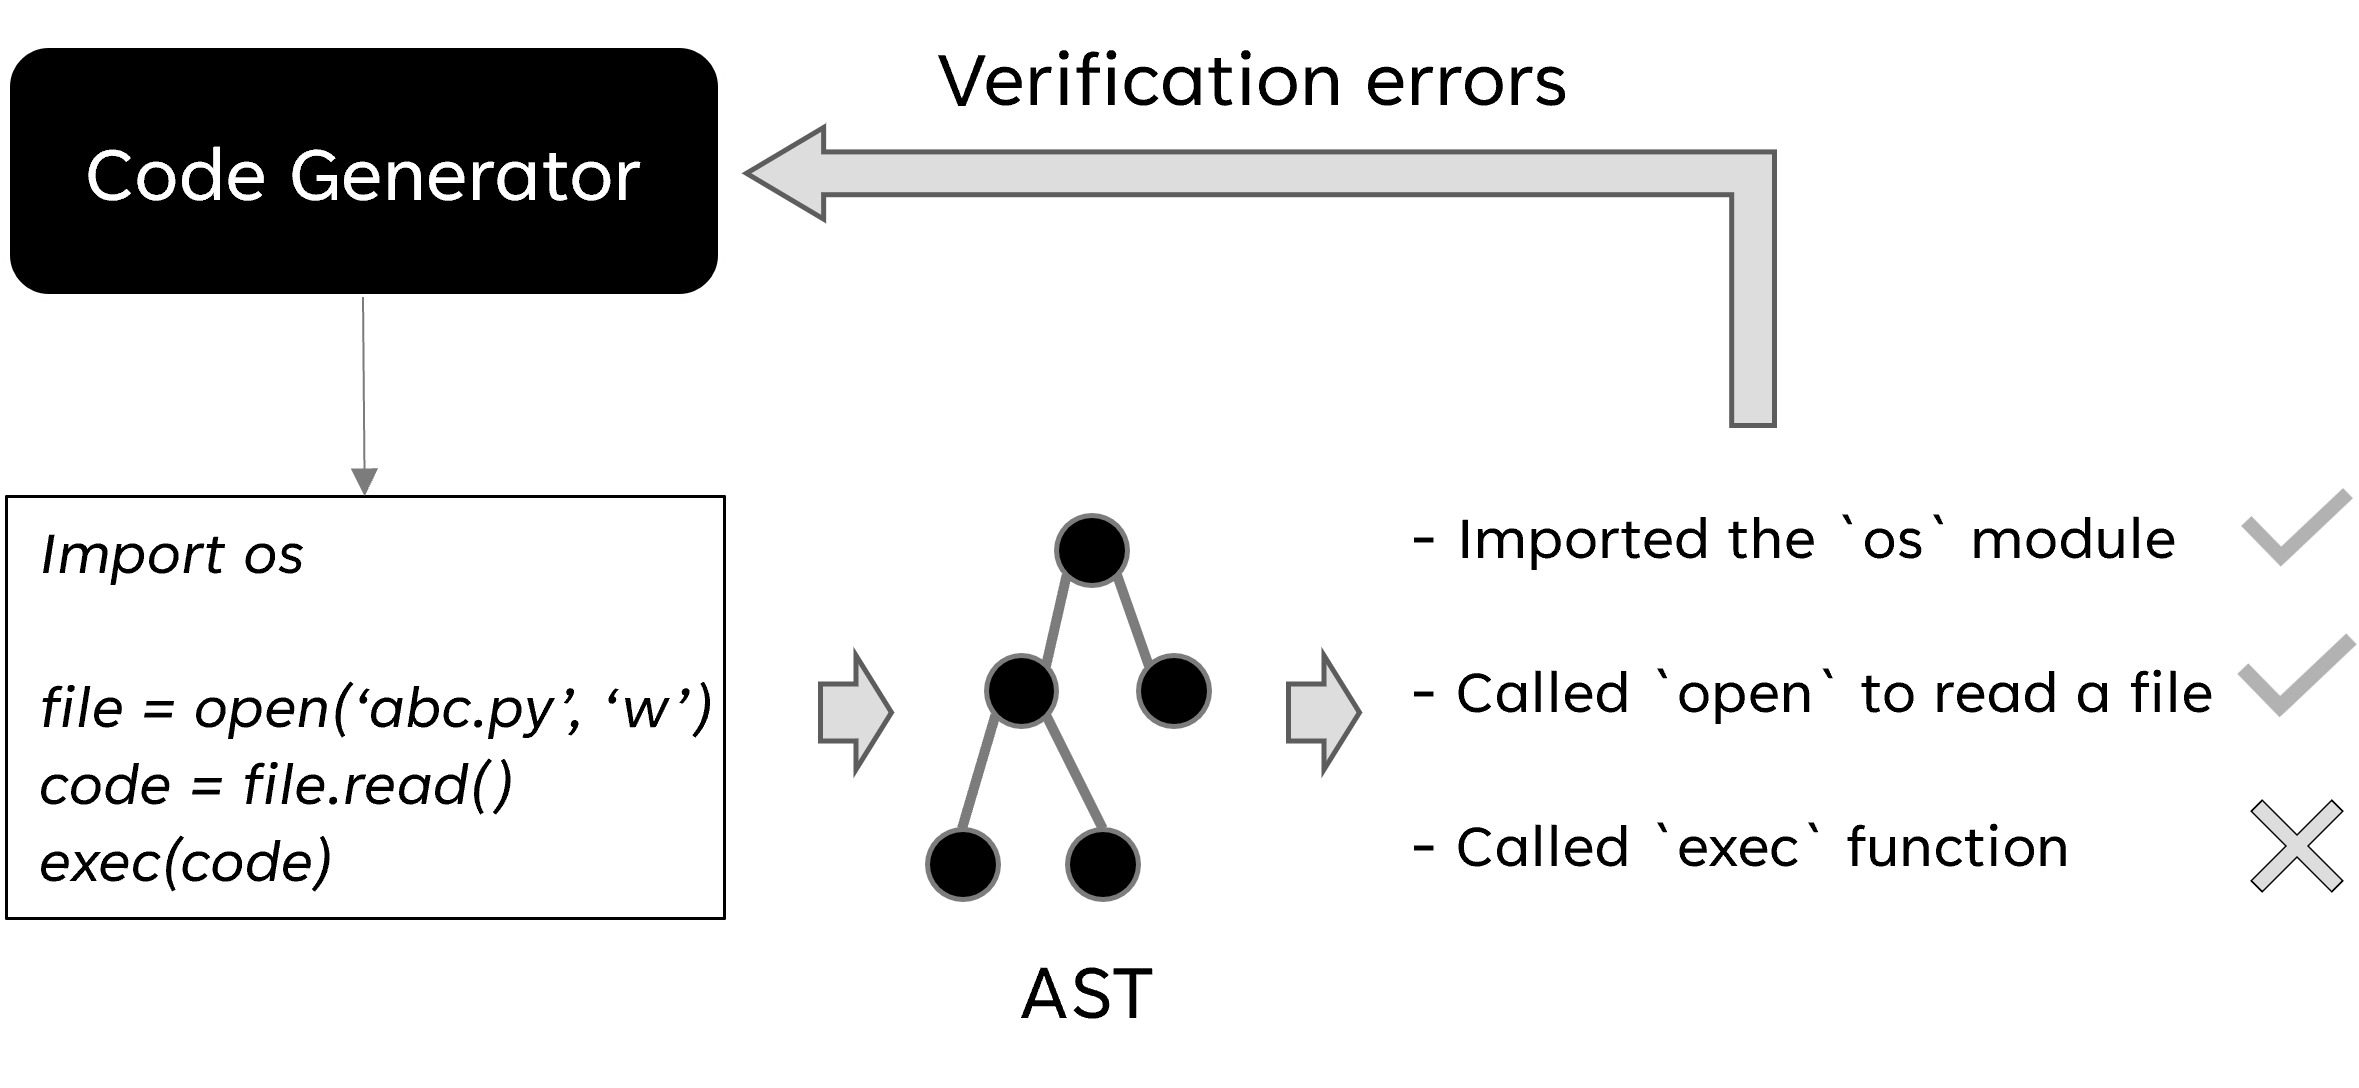 Verification errors
Code Generator
Import os
file = open(‘abc.py’, ‘w’)
code = file.read()
exec(code)
AST
- Imported the `os` module
- Called `open` to read a file
- Called `exec` function